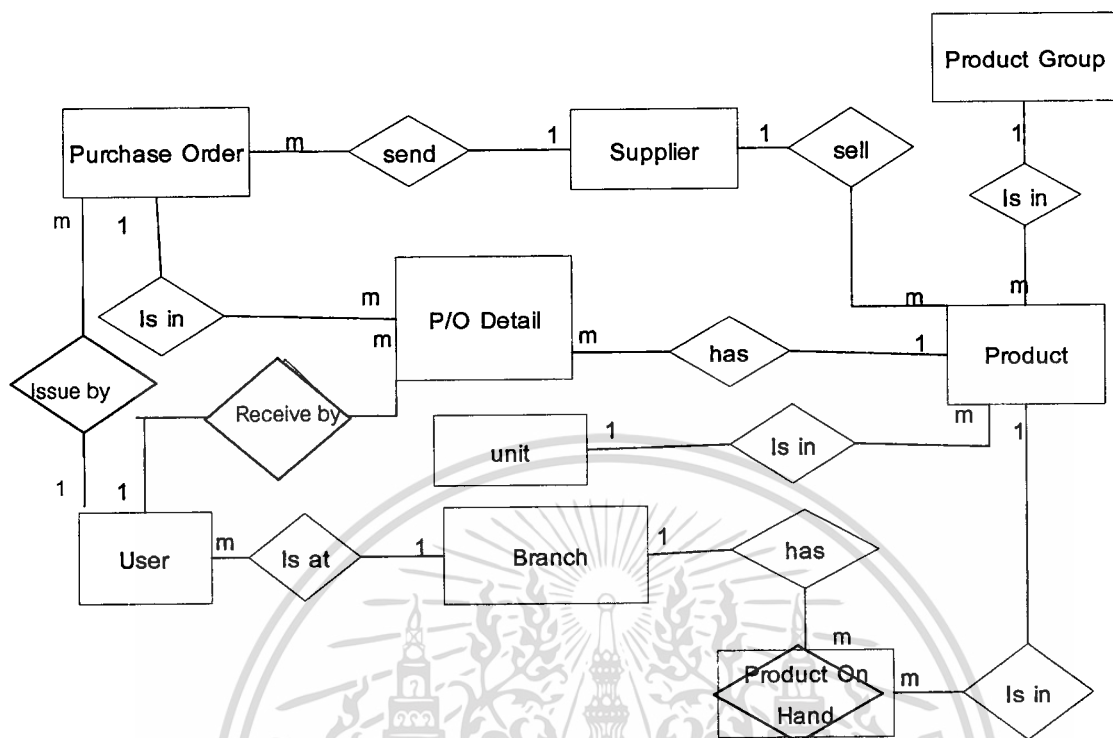 Product Group
1
Is in
m
Purchase Order
m
send
1
Supplier
1
sell
m
m
1
Is in
m
P/O Detail
m
m
has
1
Product
m
1
Issue by
1
Receive by
1
unit
1
Is in
User
m
Is at
1
Branch
1
has
m
Product On
Hand
m
Is in